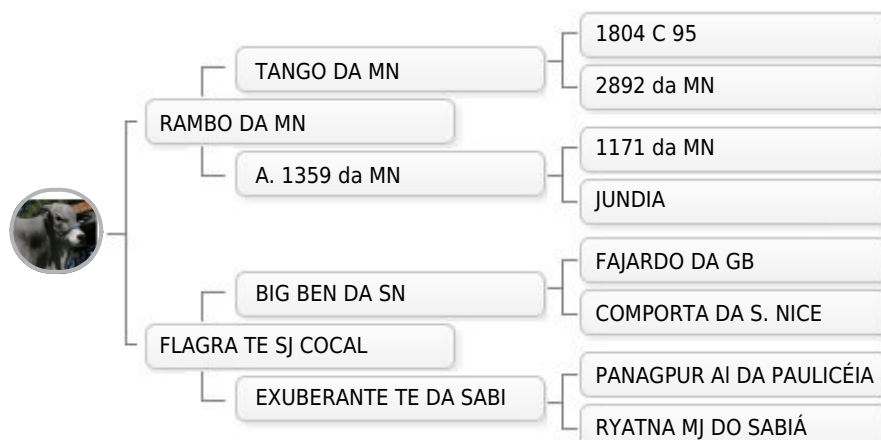 1804 C 95
TANGO DA MN
2892 da MN
RAMBO DA MN
1171 da MN
A. 1359 da MN
JUNDIA
FAJARDO DA GB
BIG BEN DA SN
COMPORTA DA S. NICE
FLAGRA TE SJ COCAL
PANAGPUR AI DA PAULICÉIA
EXUBERANTE TE DA SABI
RYATNA MJ DO SABIÁ